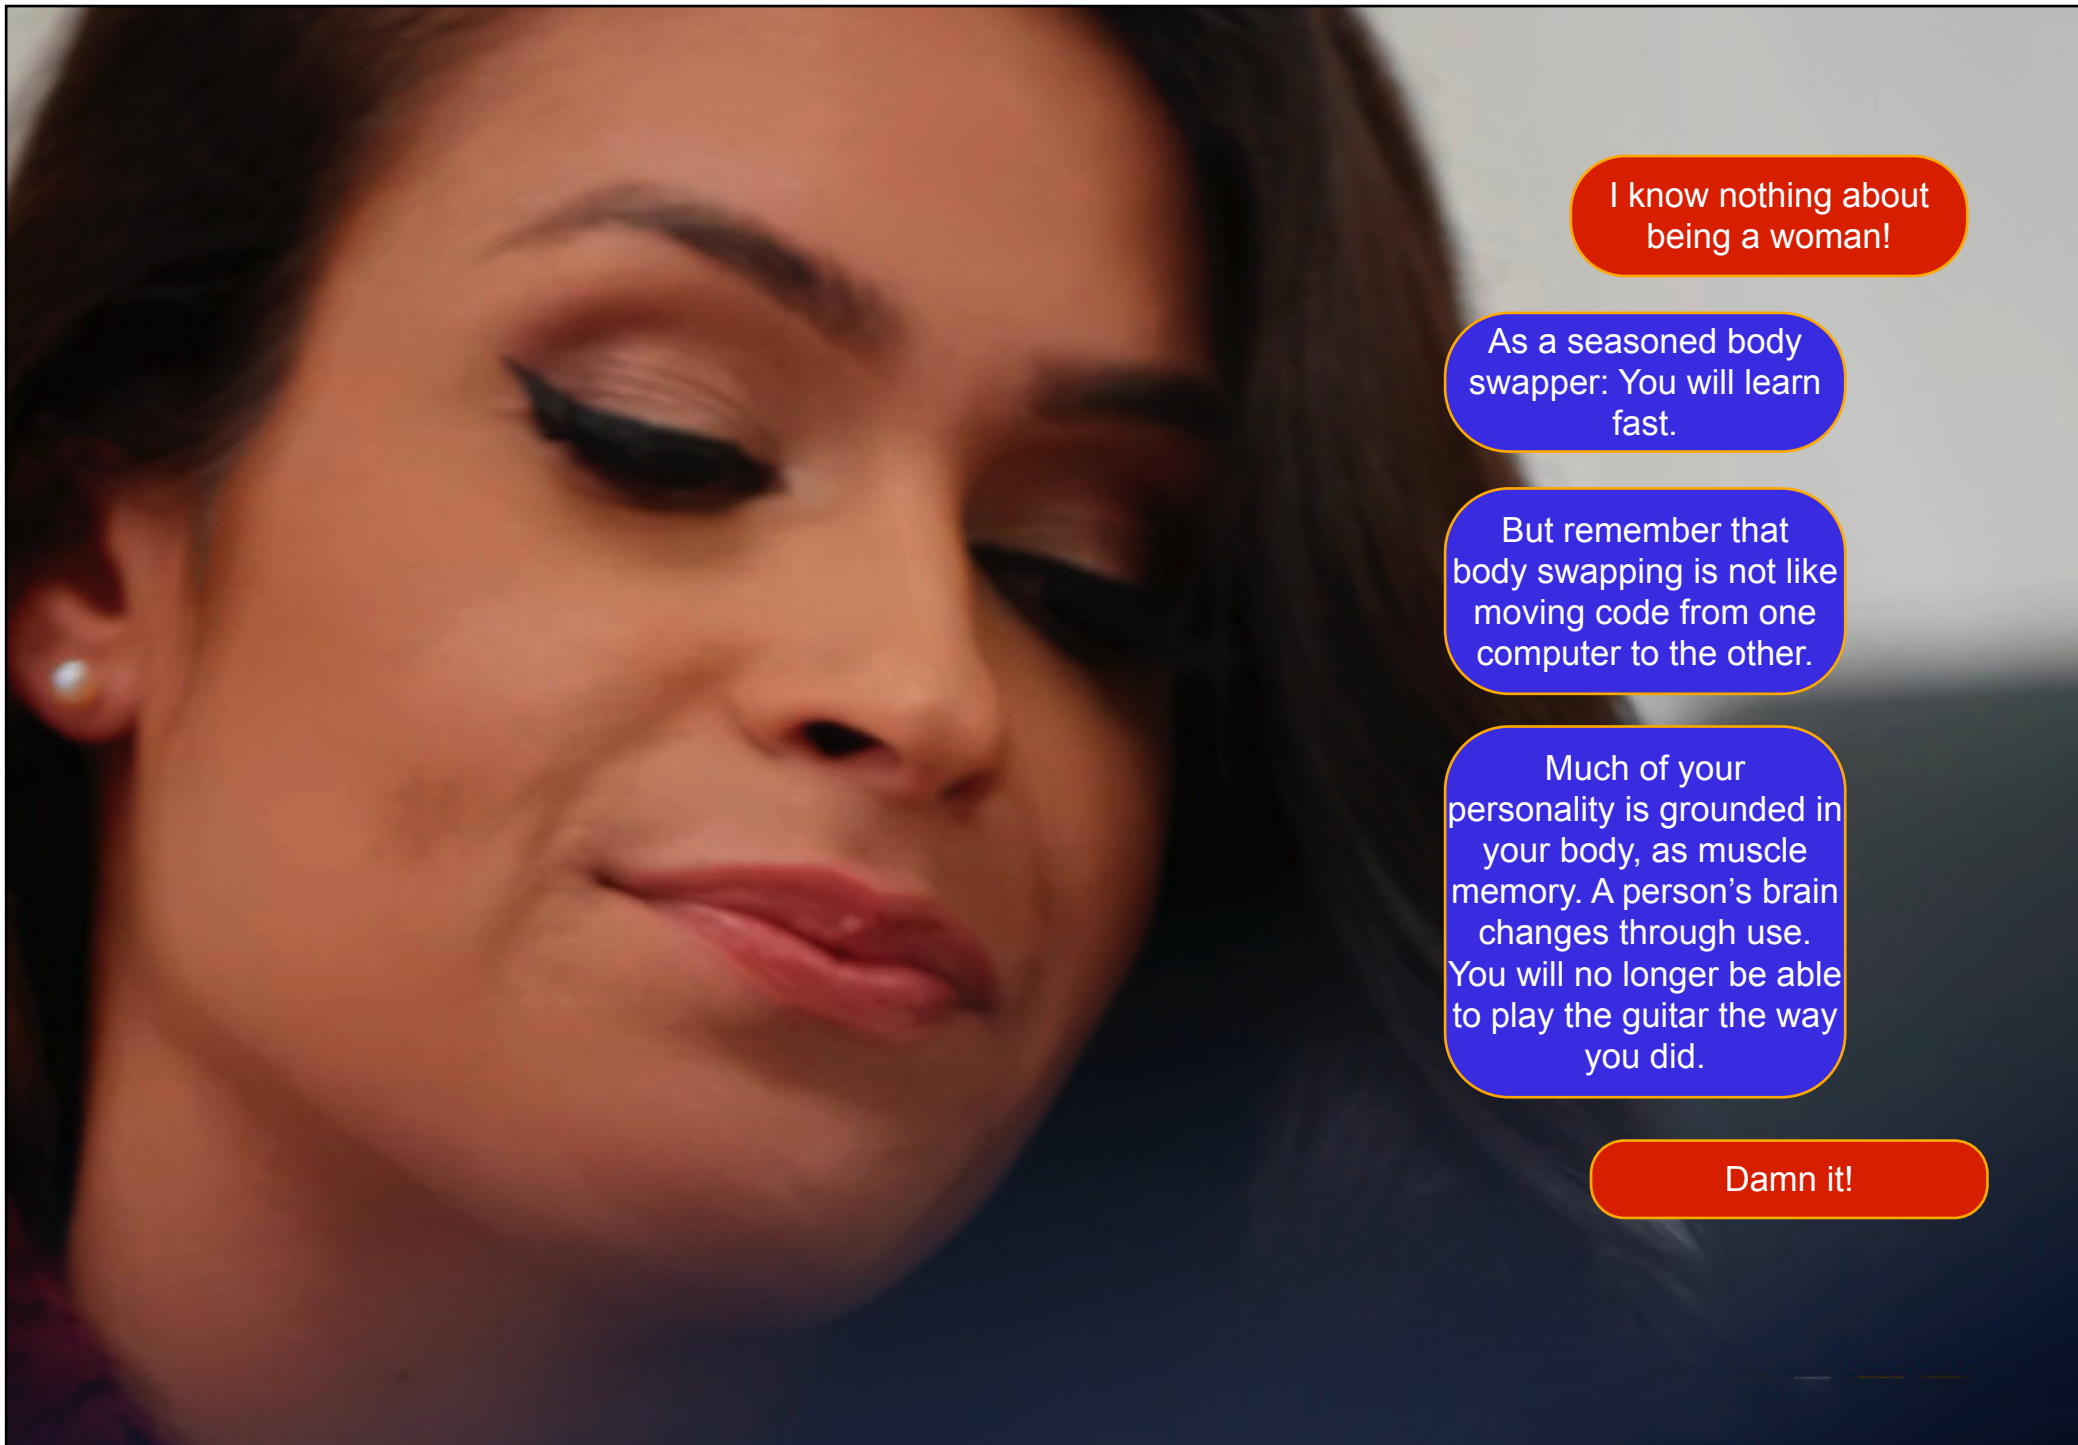 I know nothing about
being a woman!
As a seasoned body
swapper: You will learn
fast.
But remember that
body swapping is not like
moving code from one
computer to the other.
Much of your
personality is grounded in
your body, as muscle
memory. A person’s brain
changes through use.
You will no longer be able
to play the guitar the way
you did.
Damn it!